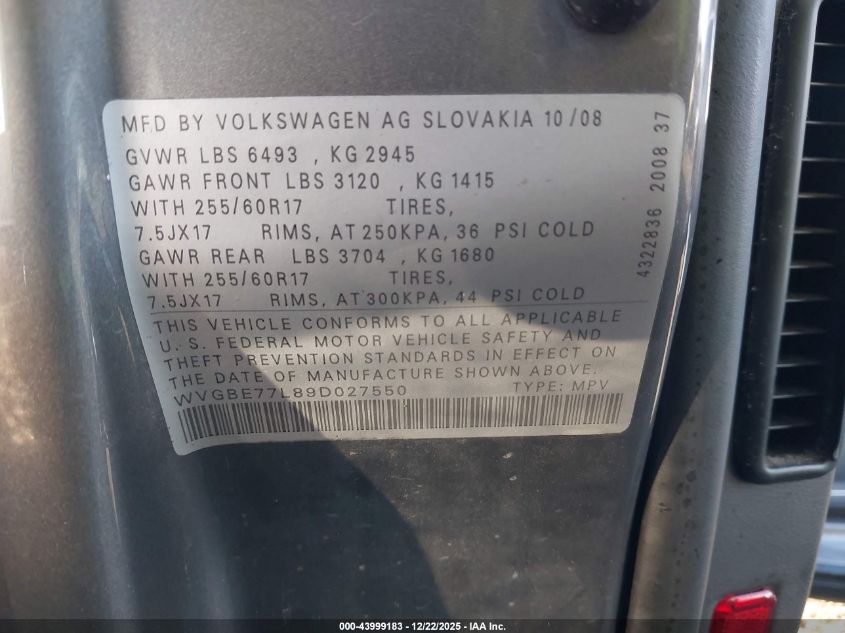 MFD BY VOLKSWAGEN AG SLOVAKIA 10/08
GVWR LBS 6493 , KG 2945
GAWR FRONT LBS 3120 , KG 1415
WITH 255/60R17 TIRES,
7.5JX17 RIMS, AT 250KPA, 36 PSI COLD
GAWR REAR LBS 3704 , KG 1680
WITH 255/60R17 TIRES,
7.5JX17 RIMS, AT 300KPA, 44 PSI COLD
THIS VEHICLE CONFORMS TO ALL APPLICABLE
U. S. FEDERAL MOTOR VEHICLE SAFETY AND
THEFT PREVENTION STANDARDS IN EFFECT ON
THE DATE OF MANUFACTURE SHOWN ABOVE.
WVGBE77L89D027550 TYPE: MPV
4322836 2008 37
000-43999183 - 12/22/2025 - IAA Inc.